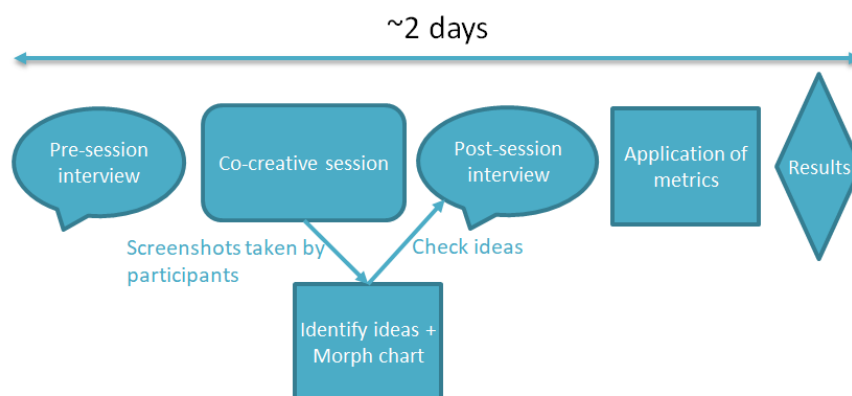 ~2 days
Pre-session
interview
Co-creative session
Post-session
interview
Application of
metrics
Results
Screenshots taken by
participants
Check ideas
Identify ideas +
Morph chart